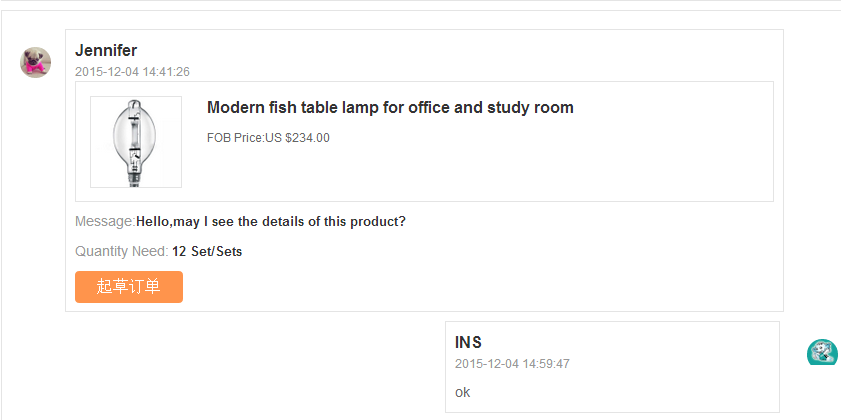 Jennifer
2015-12-04 14:41:26
Modern fish table lamp for office and study room
FOB Price:US $234.00
Message:Hello,may I see the details of this product?
Quantity Need: 12 Set/Sets
起草订单
INS
2015-12-04 14:59:47
ok